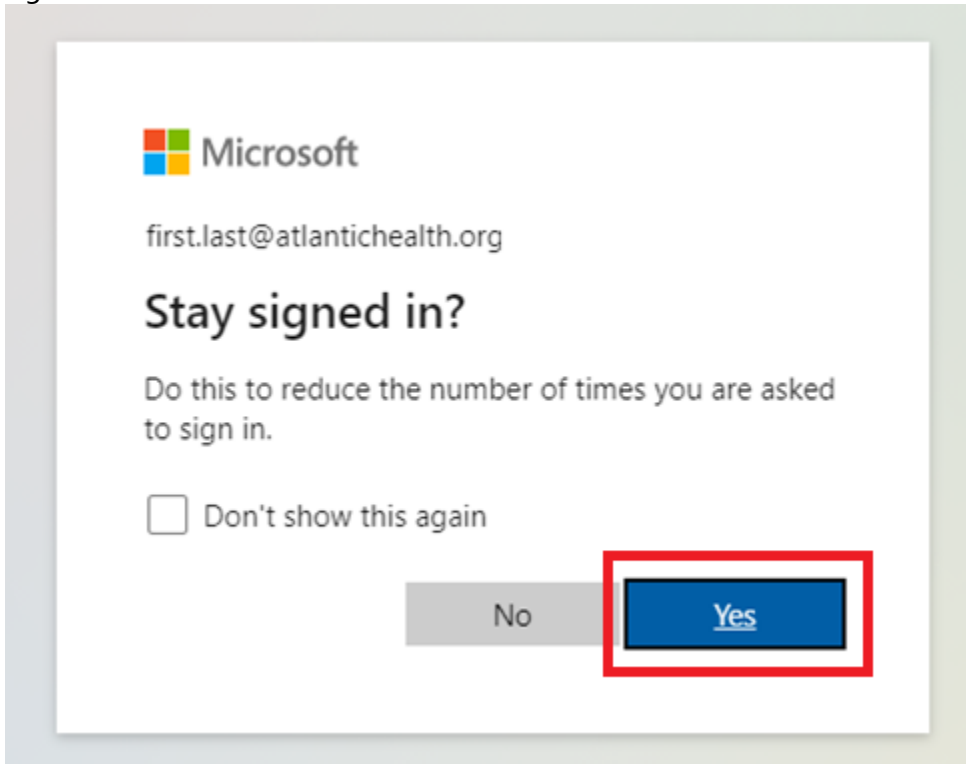 Microsoft
first.last@atlantichealth.org
Stay signed in?
Do this to reduce the number of times you are asked
to sign in.
Don't show this again
No
Yes